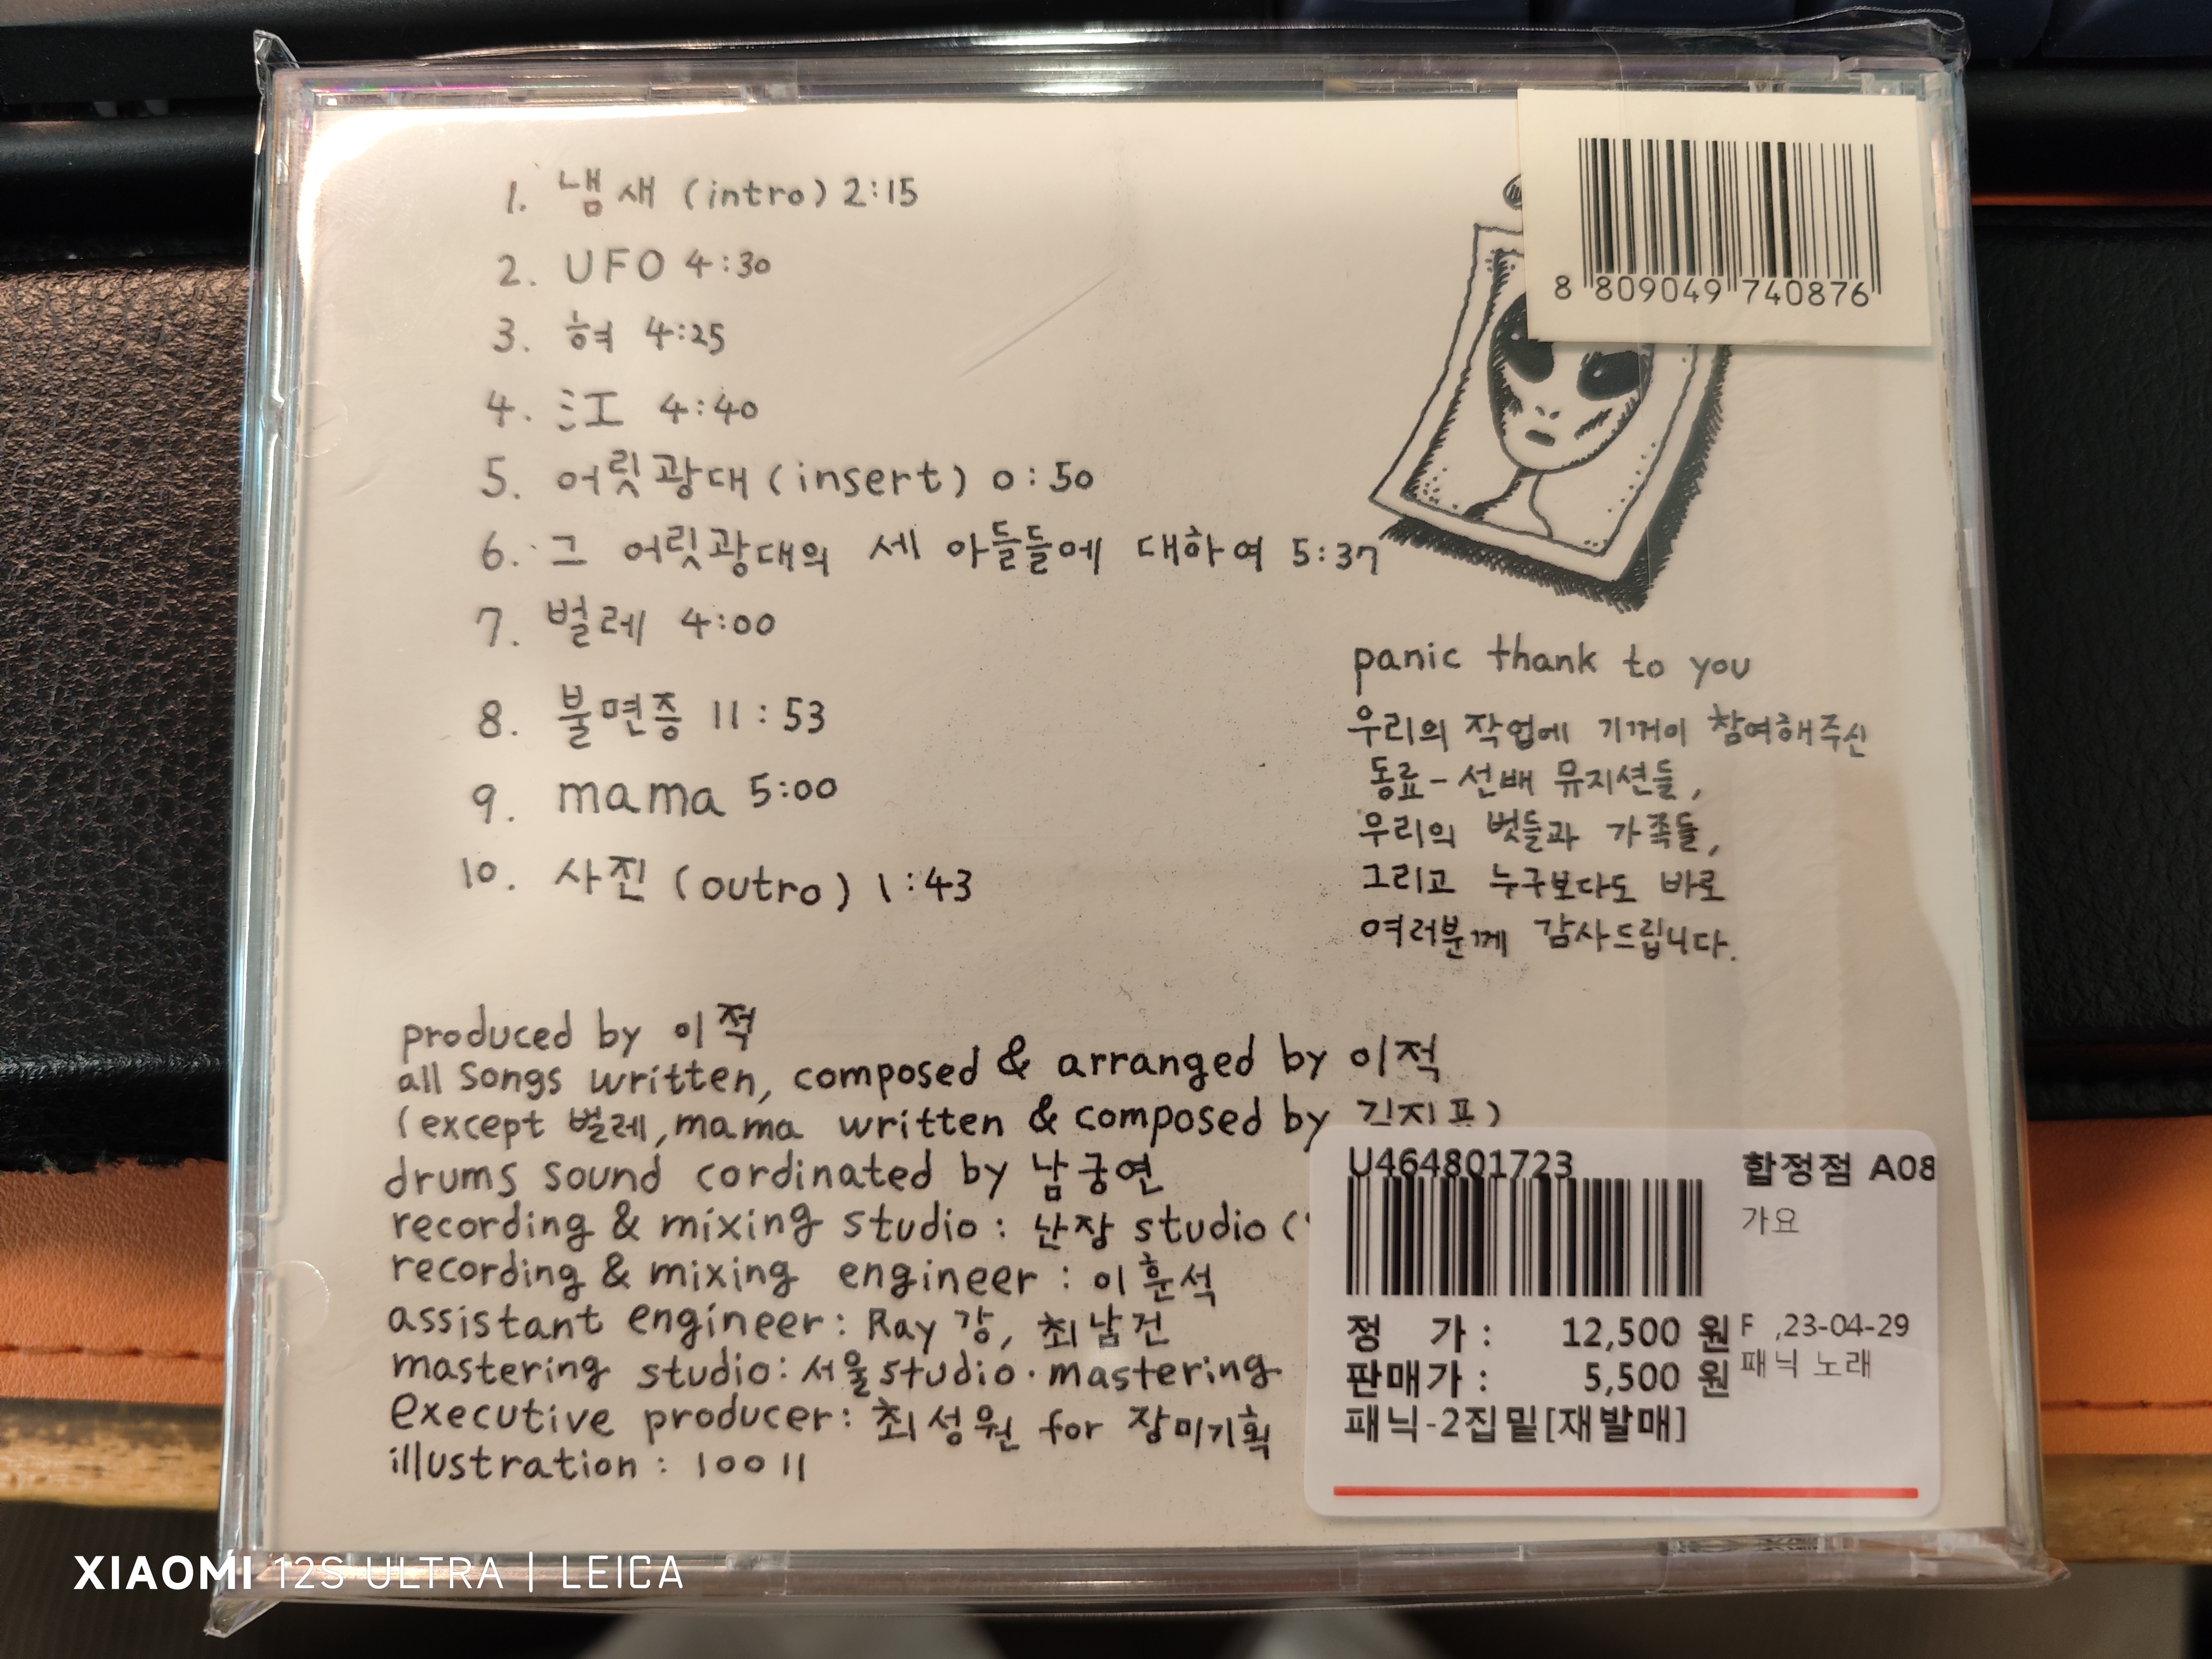 1. 냄새 (intro) 2:15
2. UFO 4:30
3. 혀 4:25
4. 江 4:40
5. 어릿광대 (insert) 0:50
6. 그 어릿광대의 세 아들들에 대하여 5:37
7. 벌레 4:00
8. 불면증 11:53
9. mama 5:00
10. 사진 (outro) 1:43
8 809049 740876
panic thank to you
우리의 작업에 기꺼이 참여해주신
동료-선배 뮤지션들,
우리의 벗들과 가족들,
그리고 누구보다도 바로
여러분께 감사드립니다.
produced by 이적
all songs written, composed & arranged by 이적
(except 벌레, mama written & composed by 김진표)
drums sound cordinated by 남궁연
recording & mixing studio : 난장 studio (
recording & mixing engineer : 이훈석
assistant engineer : Ray 강, 최남건
mastering studio : 서울 studio · mastering
executive producer : 최성원 for 장미기획
illustration : 10011
U464801723
합정점 A08
가요
정 가 : 12,500 원
판매가 : 5,500 원
F ,23-04-29
패닉 노래
패닉-2집밑[재발매]
XIAOMI 12S ULTRA | LEICA